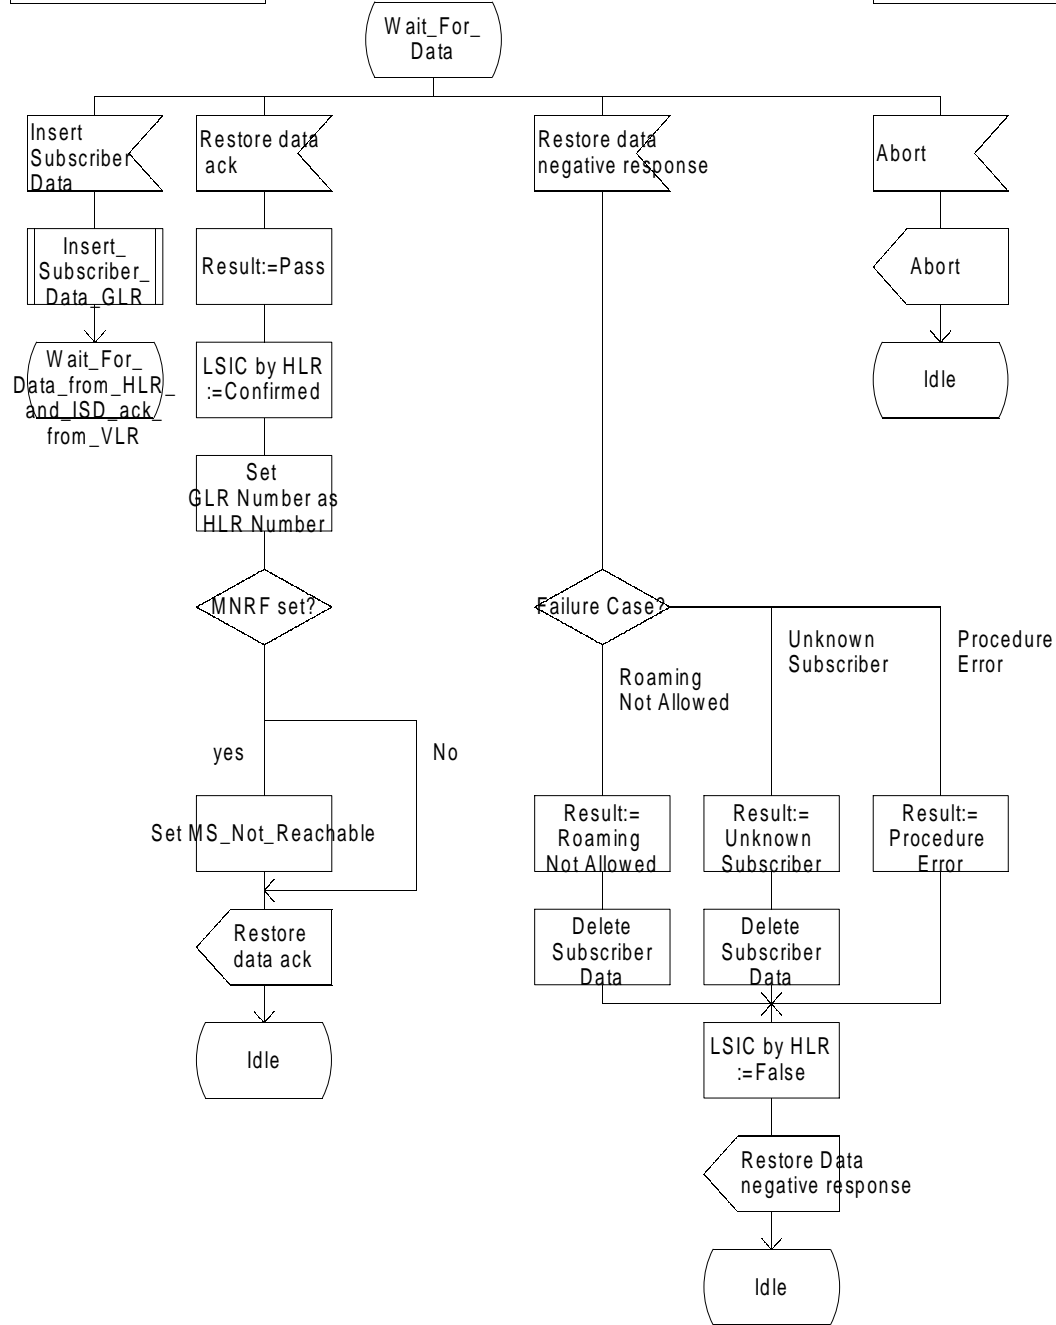 Wait_For_
Data
Insert
Subscriber
Data
Restore data
ack
Restore data
negative response
Abort
Insert_
Subscriber_
Data_GLR
Result:=Pass
Abort
Wait_For_
Data_from_HLR_
and_ISD_ack_
from_VLR
LSIC by HLR
:=Confirmed
Idle
Set
GLR Number as
HLR Number
MNRF set?
Failure Case?
Unknown
Subscriber
Procedure
Error
Roaming
Not Allowed
yes
No
Set MS_Not_Reachable
Result:=
Roaming
Not Allowed
Result:=
Unknown
Subscriber
Result:=
Procedure
Error
Restore
data ack
Delete
Subscriber
Data
Delete
Subscriber
Data
Idle
LSIC by HLR
:=False
Restore Data
negative response
Idle